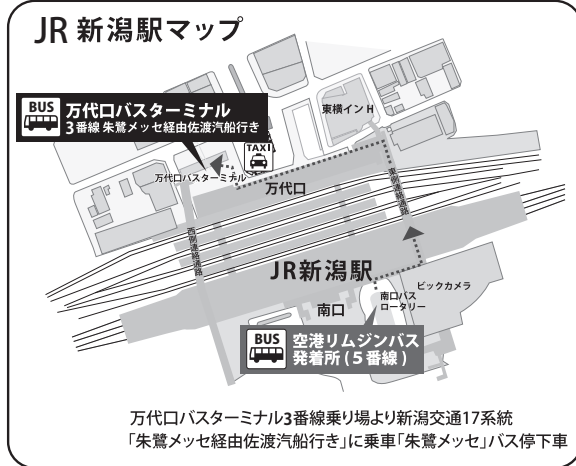 JR 新潟駅マップ
BUS
万代口バスターミナル
3番線 朱鷺メッセ経由佐渡汽船行き
東横イン H
TAXI
万代口バスターミナル
万代口
東側連絡通路
西側連絡通路
JR新潟駅
ビックカメラ
南口
南口バス
ロータリー
BUS
空港リムジンバス
発着所(5番線)
万代口バスターミナル3番線乗り場より新潟交通17系統
「朱鷺メッセ経由佐渡汽船行き」に乗車「朱鷺メッセ」バス停下車